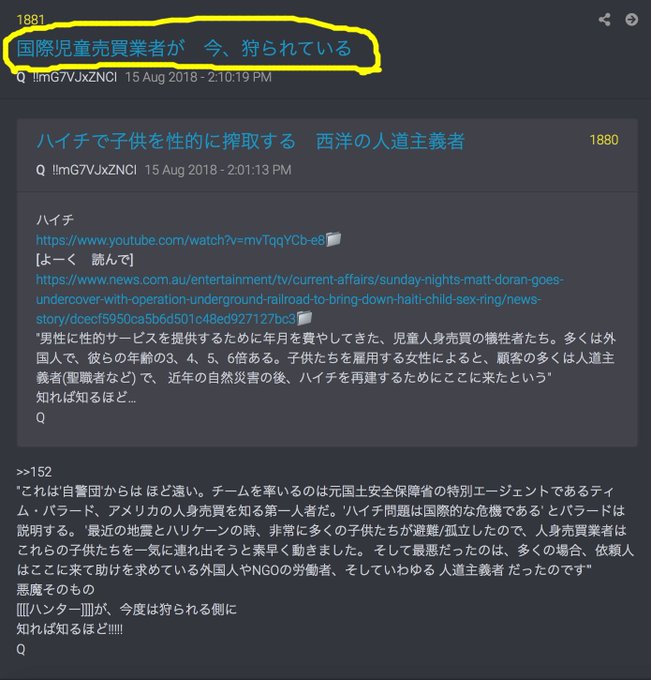 1881
国際児童売買業者が　今、狩られている
Q !!mG7VJxZNCI 15 Aug 2018 - 2:10:19 PM
ハイチで子供を性的に搾取する　西洋の人道主義者
1880
Q !!mG7VJxZNCI 15 Aug 2018 - 2:01:13 PM
ハイチ
https://www.youtube.com/watch?v=mvTqqYCb-e8
[よーく　読んで]
https://www.news.com.au/entertainment/tv/current-affairs/sunday-nights-matt-doran-goes-
undercover-with-operation-underground-railroad-to-bring-down-haiti-child-sex-ring/news-
story/dcecf5950ca5b6d501c48ed927127bc3
"男性に性的サービスを提供するために年月を費やしてきた、児童人身売買の犠牲者たち。多くは外
国人で、彼らの年齢の3、4、5、6倍ある。子供たちを雇用する女性によると、顧客の多くは人道主
義者(聖職者など) で、 近年の自然災害の後、ハイチを再建するためにここに来たという"
知れば知るほど...
Q
>>152
"これは'自警団'からは ほど遠い。チームを率いるのは元国土安全保障省の特別エージェントであるティ
ム・バラード、アメリカの人身売買を知る第一人者だ。'ハイチ問題は国際的な危機である' とバラードは
説明する。 '最近の地震とハリケーンの時、非常に多くの子供たちが避難/孤立したので、人身売買業者は
これらの子供たちを一気に連れ出そうと素早く動きました。 そして最悪だったのは、多くの場合、依頼人
はここに来て助けを求めている外国人やNGOの労働者、そしていわゆる 人道主義者 だったのです'"
悪魔そのもの
[[[[ハンター]]]]が、今度は狩られる側に
知れば知るほど!!!!!
Q